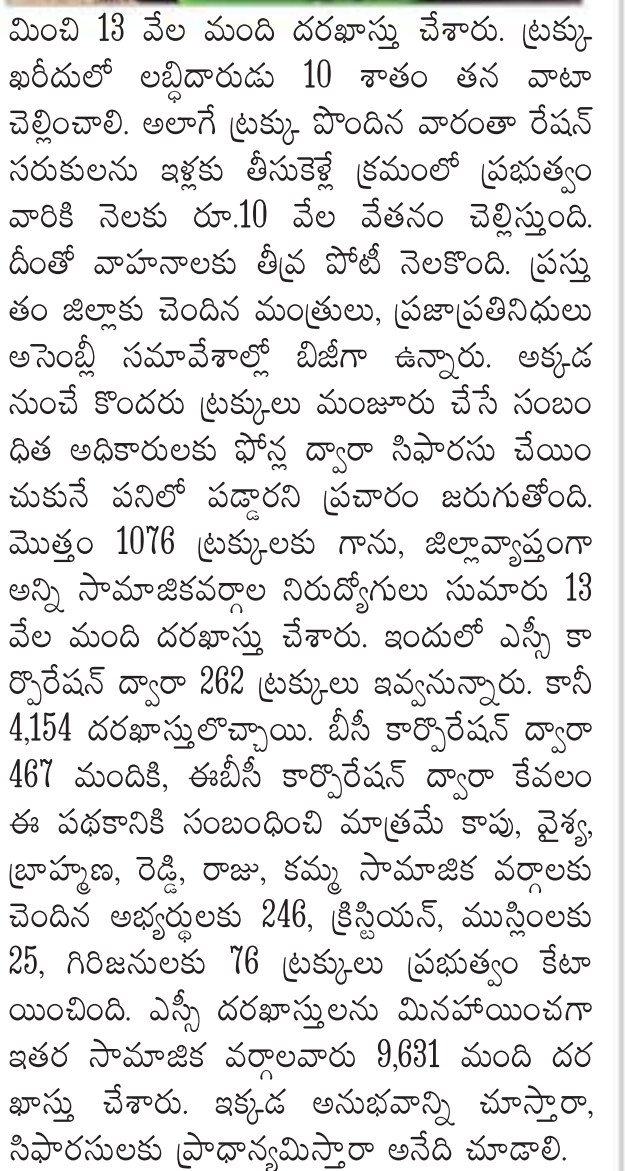 మించి 13 వేల మంది దరఖాస్తు చేశారు. ట్రక్కు
ఖరీదులో లబ్ధిదారుడు 10 శాతం తన వాటా
చెల్లించాలి. అలాగే ట్రక్కు పొందిన వారంతా రేషన్
సరుకులను ఇళ్లకు తీసుకెళ్లే క్రమంలో ప్రభుత్వం
వారికి నెలకు రూ.10 వేల వేతనం చెల్లిస్తుంది.
దీంతో వాహనాలకు తీవ్ర పోటీ నెలకొంది. ప్రస్తు
తం జిల్లాకు చెందిన మంత్రులు, ప్రజాప్రతినిధులు
అసెంబ్లీ సమావేశాల్లో బిజీగా ఉన్నారు. అక్కడ
నుంచే కొందరు ట్రక్కులు మంజూరు చేసే సంబం
ధిత అధికారులకు ఫోన్ల ద్వారా సిఫారసు చేయిం
చుకునే పనిలో పడ్డారని ప్రచారం జరుగుతోంది.
మొత్తం 1076 ట్రక్కులకు గాను, జిల్లావ్యాప్తంగా
అన్ని సామాజికవర్గాల నిరుద్యోగులు సుమారు 13
వేల మంది దరఖాస్తు చేశారు. ఇందులో ఎస్సీ కా
ర్పొరేషన్ ద్వారా 262 ట్రక్కులు ఇవ్వనున్నారు. కానీ
4,154 దరఖాస్తులొచ్చాయి. బీసీ కార్పొరేషన్ ద్వారా
467 మందికి, ఈబీసీ కార్పొరేషన్ ద్వారా కేవలం
ఈ పథకానికి సంబంధించి మాత్రమే కాపు, వైశ్య,
బ్రాహ్మణ, రెడ్డి, రాజు, కమ్మ సామాజిక వర్గాలకు
చెందిన అభ్యర్థులకు 246, క్రిస్టియన్, ముస్లింలకు
25, గిరిజనులకు 76 ట్రక్కులు ప్రభుత్వం కేటా
యించింది. ఎస్సీ దరఖాస్తులను మినహాయించగా
ఇతర సామాజిక వర్గాలవారు 9,631 మంది దర
ఖాస్తు చేశారు. ఇక్కడ అనుభవాన్ని చూస్తారా,
సిఫారసులకు ప్రాధాన్యమిస్తారా అనేది చూడాలి.